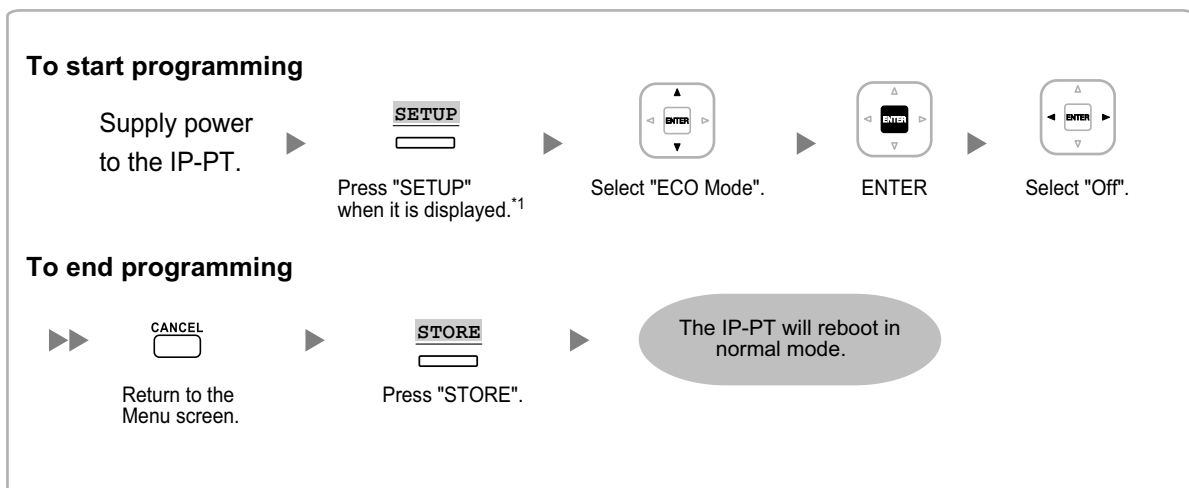 To start programming
Supply power
to the IP-PT.
SETUP
Press "SETUP"
when it is displayed.*1
ENTER
Select "ECO Mode".
ENTER
ENTER
ENTER
Select "Off".
To end programming
CANCEL
Return to the
Menu screen.
STORE
Press "STORE".
The IP-PT will reboot in
normal mode.